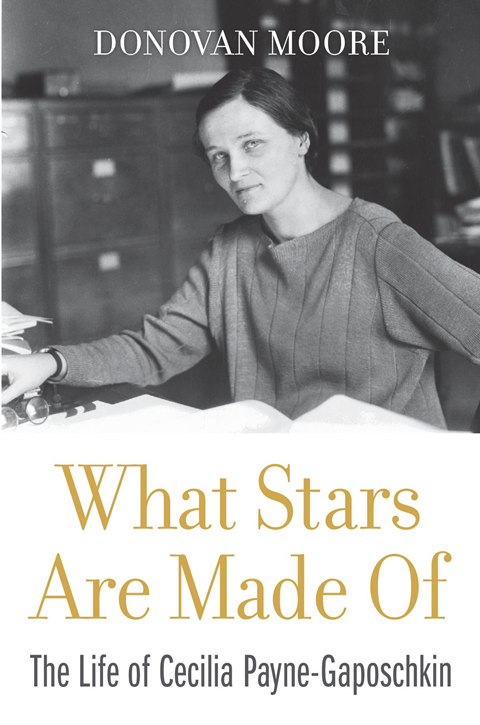 DONOVAN MOORE
What Stars
Are Made Of
The Life of Cecilia Payne-Gaposchkin